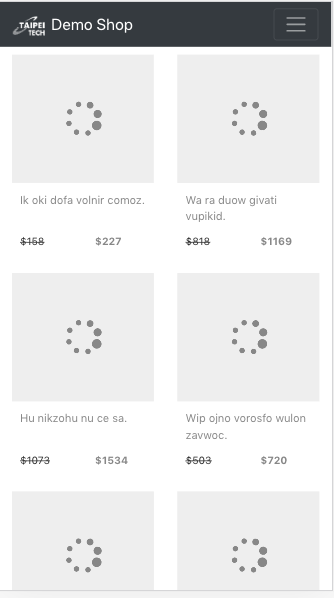 TAIPEI TECH Demo Shop
Ik oki dofa volnir comoz.
$158 $227
Wa ra duow givati
vupikid.
$818 $1169
Hu nikzohu nu ce sa.
$1073 $1534
Wip ojno vorosfo wulon
zavwoc.
$503 $720